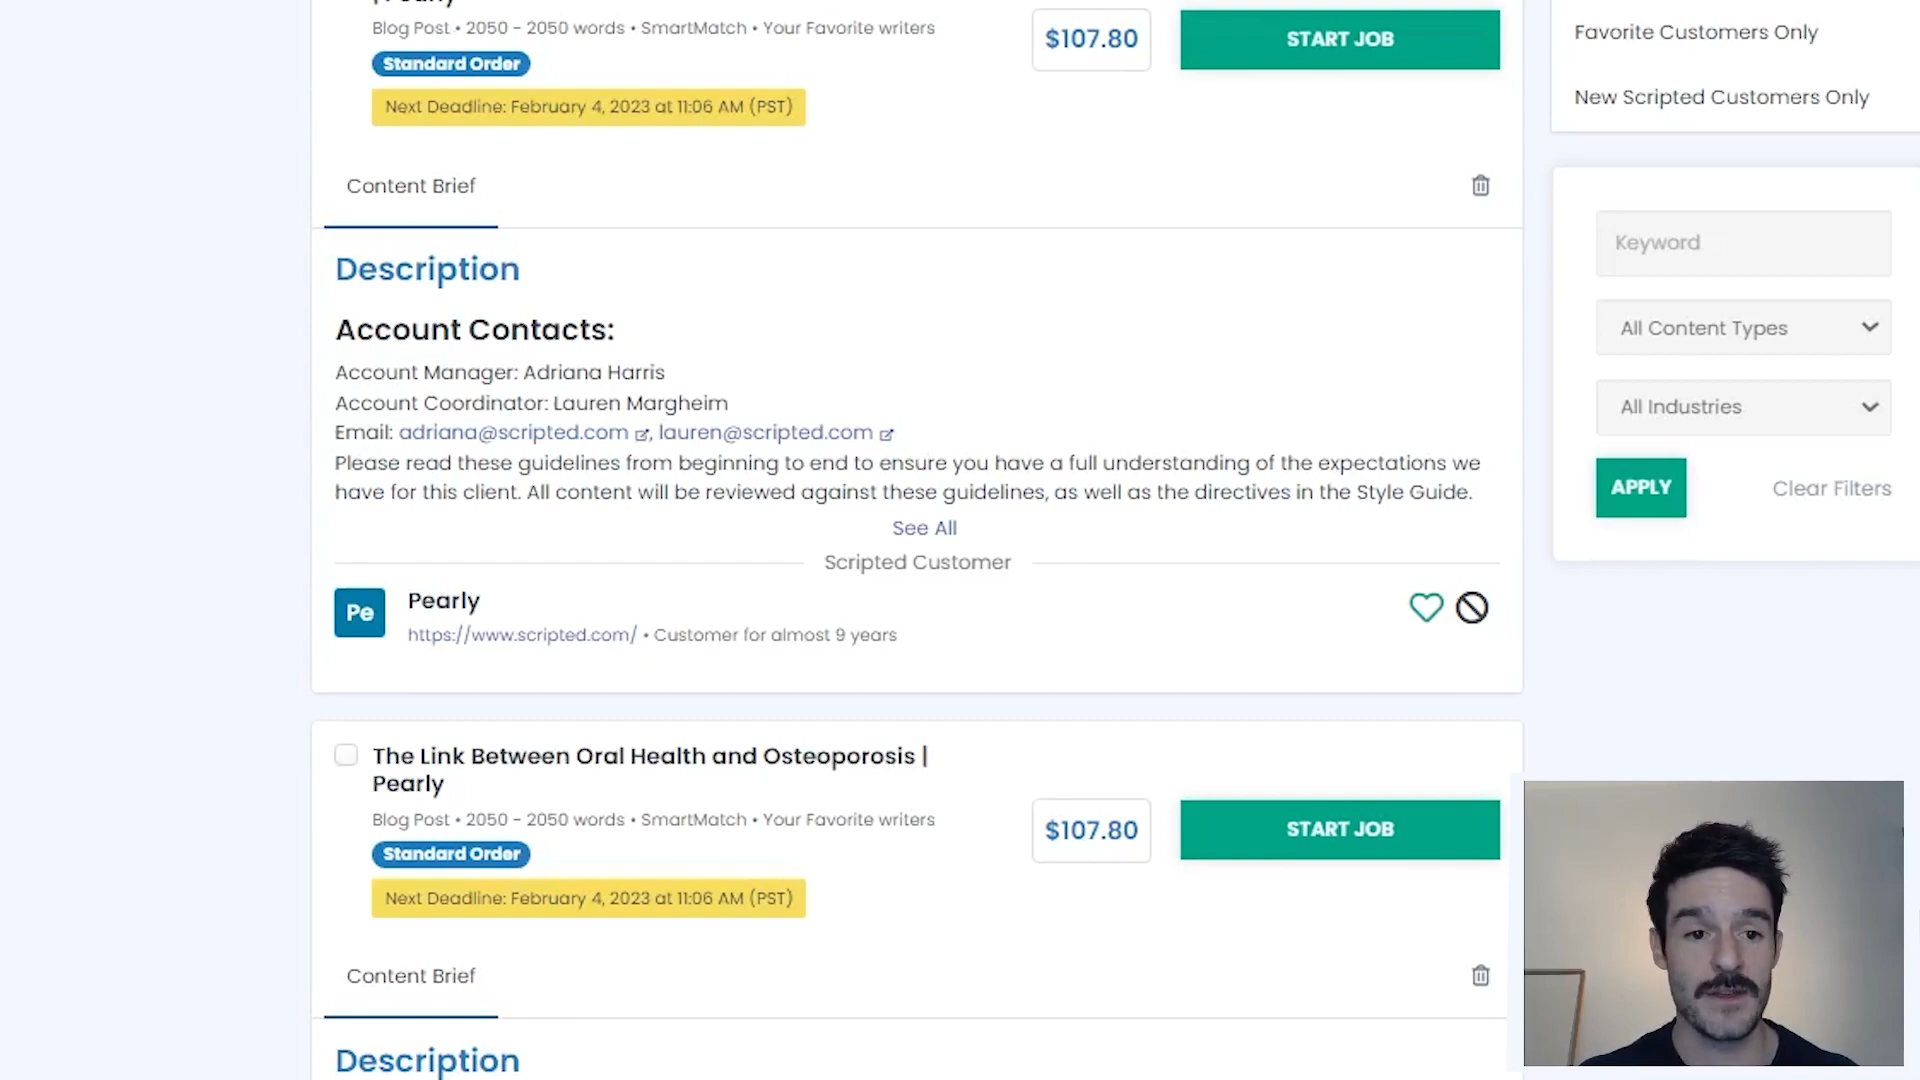 Blog Post • 2050 - 2050 words • SmartMatch • Your Favorite writers
$107.80
START JOB
Standard Order
Next Deadline: February 4, 2023 at 11:06 AM (PST)
Content Brief
Description
Account Contacts:
Account Manager: Adriana Harris
Account Coordinator: Lauren Margheim
Email: adriana@scripted.com, lauren@scripted.com
Please read these guidelines from beginning to end to ensure you have a full understanding of the expectations we
have for this client. All content will be reviewed against these guidelines, as well as the directives in the Style Guide.
See All
Scripted Customer
Pe
Pearly
https://www.scripted.com/ • Customer for almost 9 years
The Link Between Oral Health and Osteoporosis |
Pearly
Blog Post • 2050 - 2050 words • SmartMatch • Your Favorite writers
$107.80
START JOB
Standard Order
Next Deadline: February 4, 2023 at 11:06 AM (PST)
Content Brief
Description
Favorite Customers Only
New Scripted Customers Only
Keyword
All Content Types
All Industries
APPLY
Clear Filters